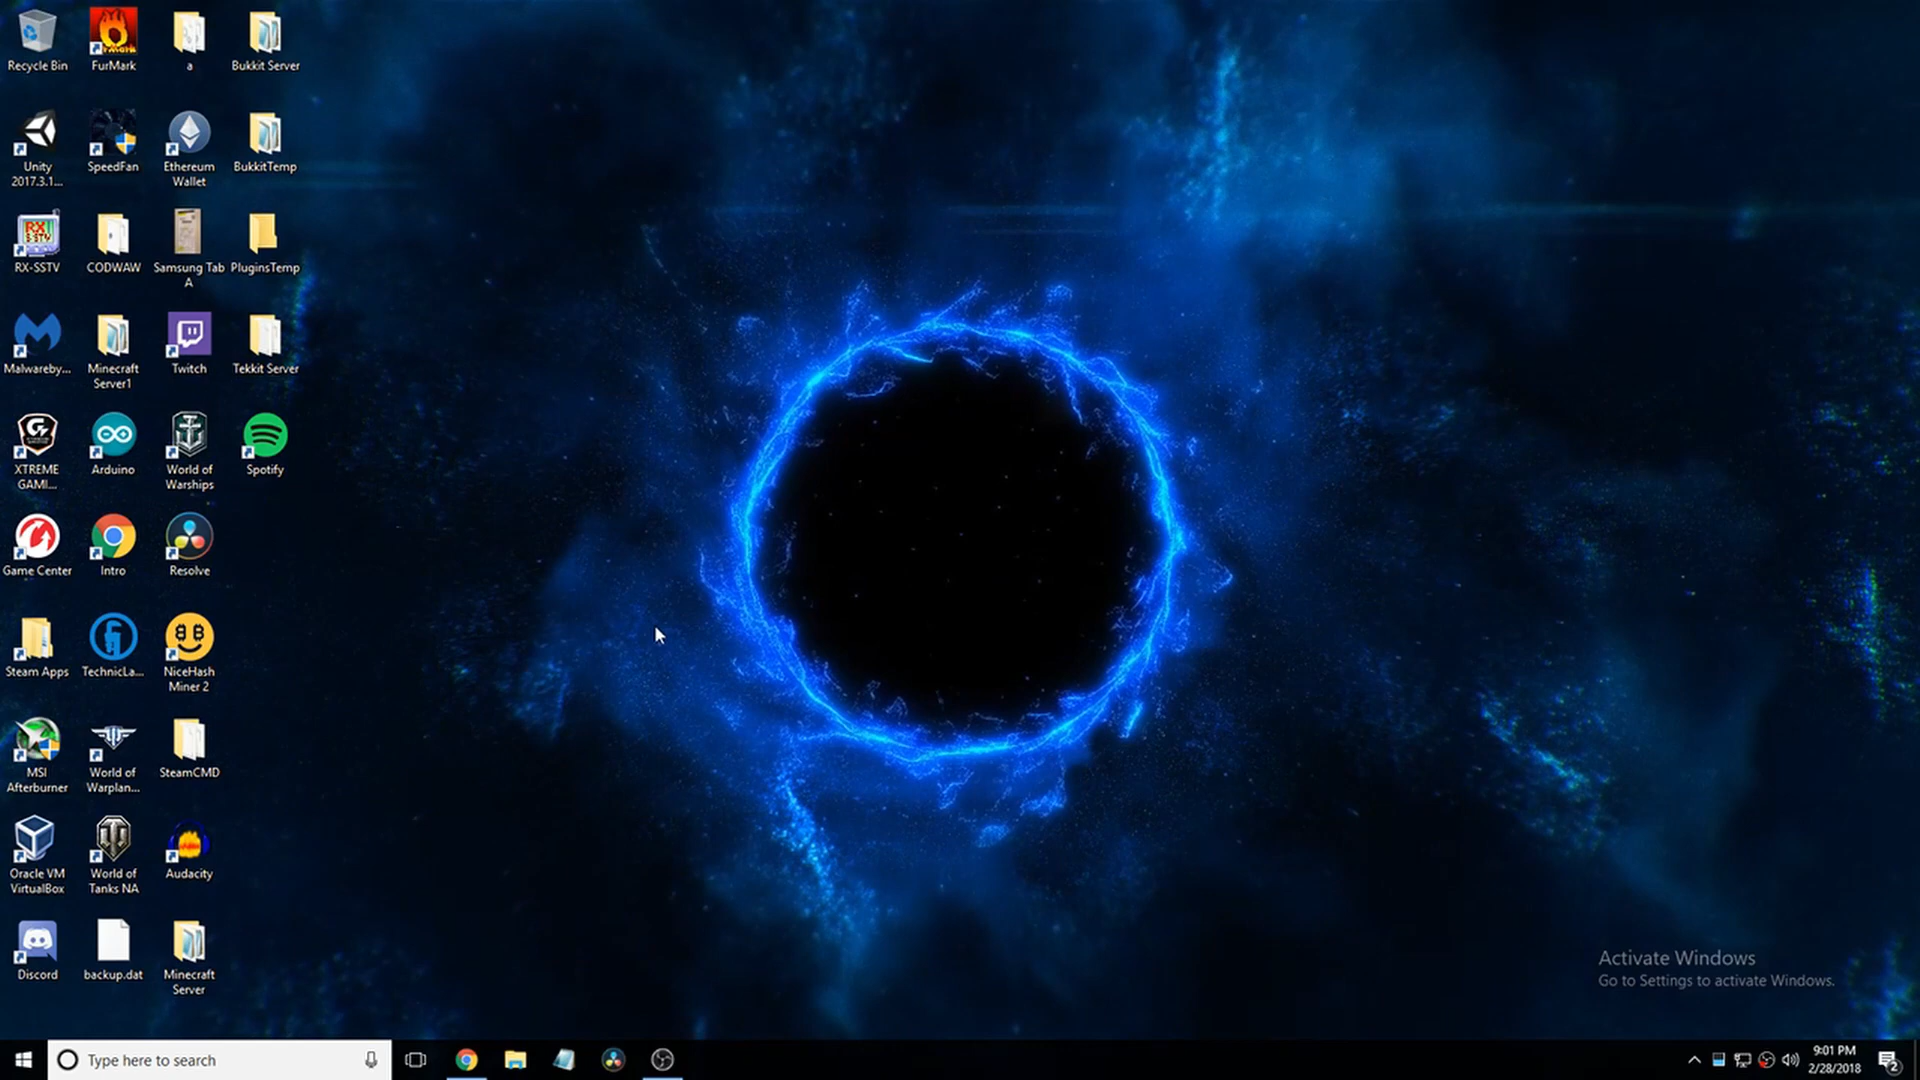 Recycle Bin
FurMark
a
Bukkit Server
Unity
2017.3.1...
SpeedFan
Ethereum
Wallet
BukkitTemp
RX-SSTV
CODWAW
Samsung Tab
A
PluginsTemp
Malwareby...
Minecraft
Server1
Twitch
Tekkit Server
XTREME
GAMI...
Arduino
World of
Warships
Spotify
Game Center
Intro
Resolve
Steam Apps
TechnicLa...
NiceHash
Miner 2
MSI
Afterburner
World of
Warplan...
SteamCMD
Oracle VM
VirtualBox
World of
Tanks NA
Audacity
Discord
backup.dat
Minecraft
Server
Activate Windows
Go to Settings to activate Windows.
Type here to search
9:01 PM
2/28/2018
2